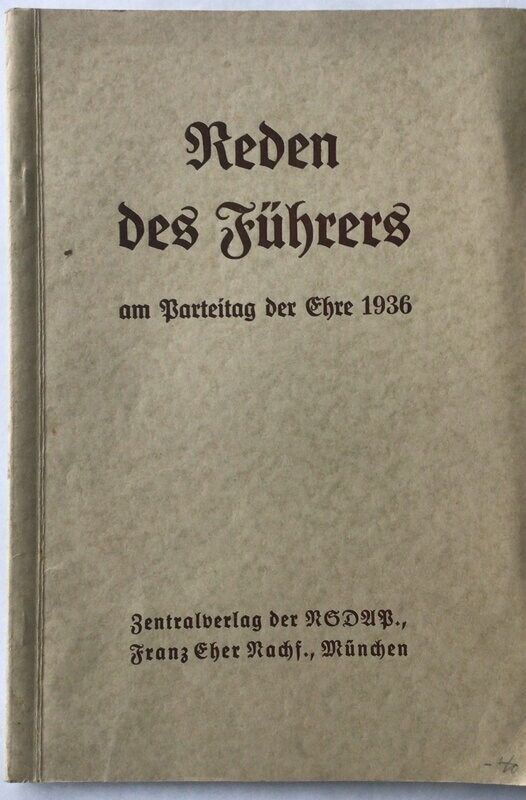 Reden
des Führers
am Parteitag der Ehre 1936
Zentralverlag der NSDAP.,
Franz Eher Nachf., München